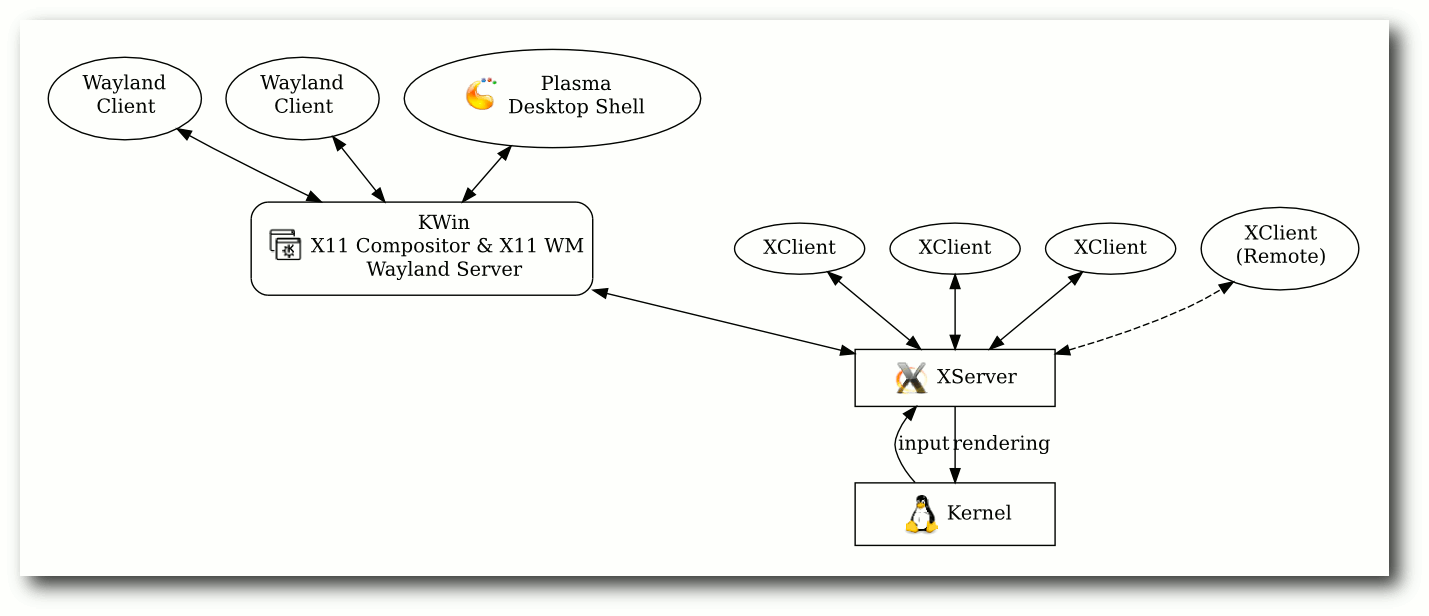 Wayland
Client
Wayland
Client
Plasma
Desktop Shell
KWin
X11 Compositor & X11 WM
Wayland Server
XClient
XClient
XClient
XClient
(Remote)
XServer
input
rendering
Kernel